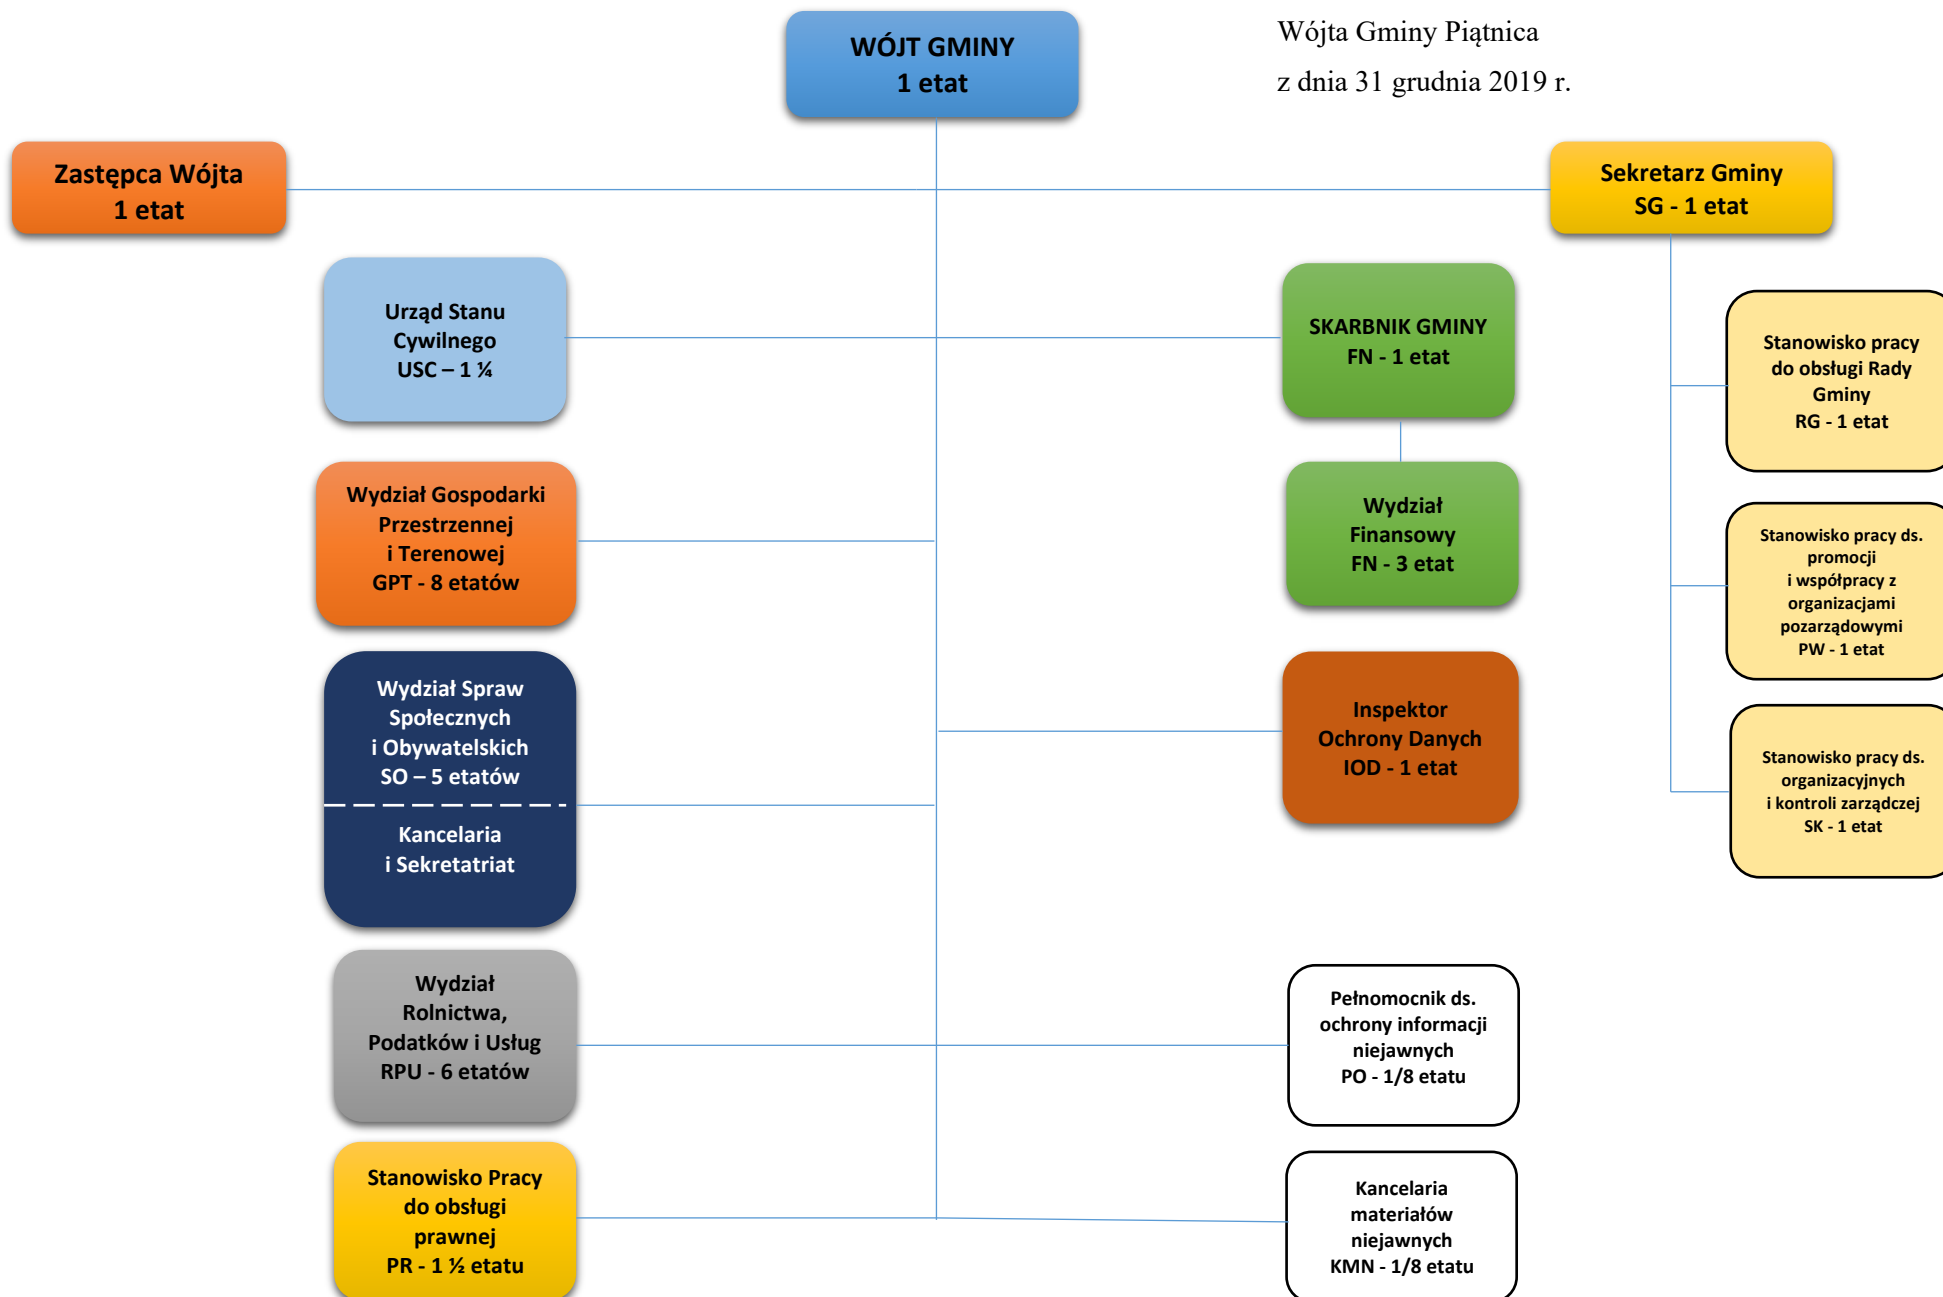 WÓJT GMINY
1 etat
Wójta Gminy Piątnica
z dnia 31 grudnia 2019 r.
Zastępca Wójta
1 etat
Sekretarz Gminy
SG - 1 etat
Urząd Stanu
Cywilnego
USC – 1 ¼
SKARBNIK GMINY
FN - 1 etat
Stanowisko pracy
do obsługi Rady
Gminy
RG - 1 etat
Wydział Gospodarki
Przestrzennej
i Terenowej
GPT - 8 etatów
Wydział
Finansowy
FN - 3 etat
Stanowisko pracy ds.
promocji
i współpracy z
organizacjami
pozarządowymi
PW - 1 etat
Wydział Spraw
Społecznych
i Obywatelskich
SO – 5 etatów
Kancelaria
i Sekretatriat
Inspektor
Ochrony Danych
IOD - 1 etat
Stanowisko pracy ds.
organizacyjnych
i kontroli zarządczej
SK - 1 etat
Wydział
Rolnictwa,
Podatków i Usług
RPU - 6 etatów
Pełnomocnik ds.
ochrony informacji
niejawnych
PO - 1/8 etatu
Stanowisko Pracy
do obsługi
prawnej
PR - 1 ½ etatu
Kancelaria
materiałów
niejawnych
KMN - 1/8 etatu